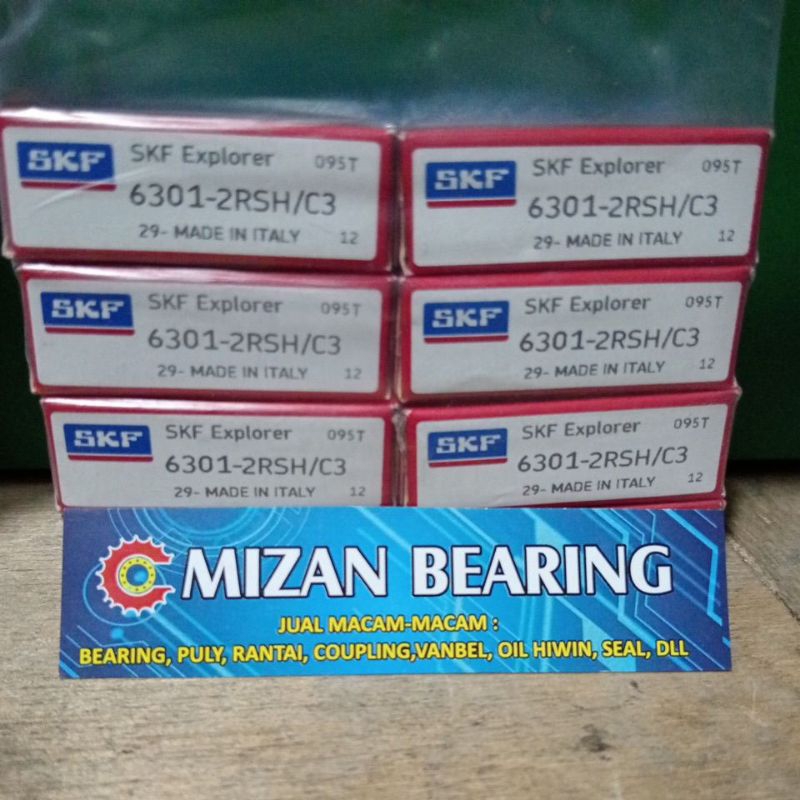 SKF
SKF Explorer 095T
6301-2RSH/C3
29- MADE IN ITALY 12
SKF
SKF Explorer 095T
6301-2RSH/C3
29- MADE IN ITALY 12
SKF
SKF Explorer 095T
6301-2RSH/C3
29- MADE IN ITALY 12
SKF
SKF Explorer 095T
6301-2RSH/C3
29- MADE IN ITALY 12
SKF
SKF Explorer 095T
6301-2RSH/C3
29- MADE IN ITALY 12
SKF
SKF Explorer 095T
6301-2RSH/C3
29- MADE IN ITALY 12
MIZAN BEARING
JUAL MACAM-MACAM :
BEARING, PULY, RANTAI, COUPLING,VANBEL, OIL HIWIN, SEAL, DLL